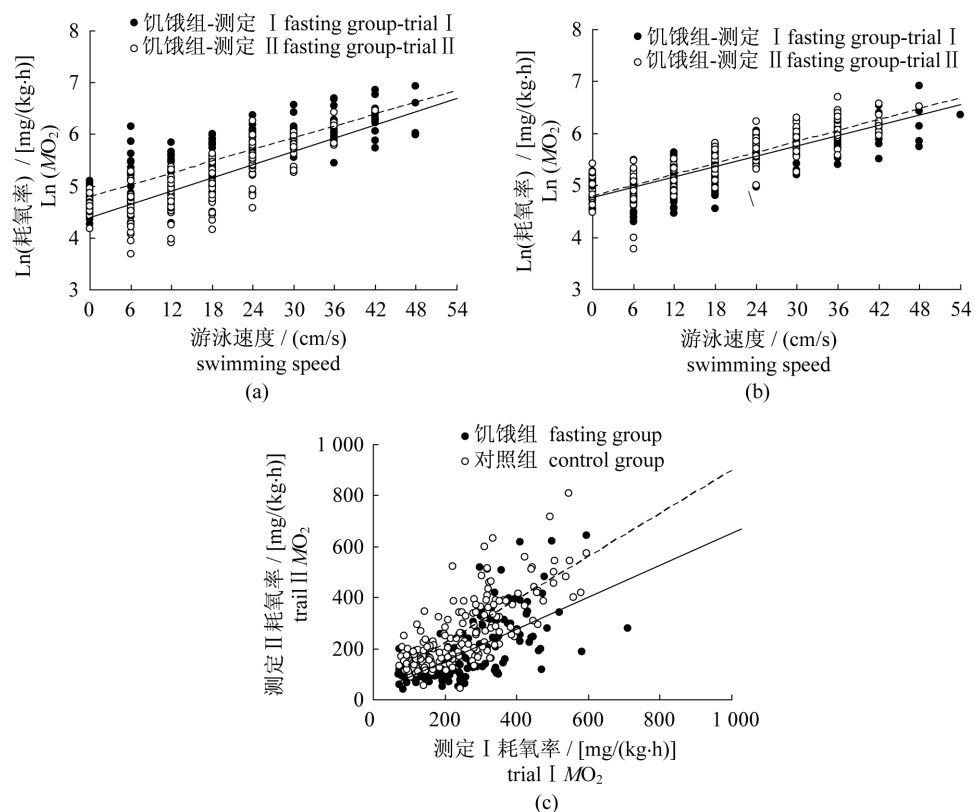 ● 饥饿组-测定 Ⅰ fasting group-trial Ⅰ
○ 饥饿组-测定 Ⅱ fasting group-trial Ⅱ
Ln(耗氧率) / [mg/(kg·h)]
Ln (MO₂)
8
7
6
5
4
3
0 6 12 18 24 30 36 42 48 54
游泳速度 / (cm/s)
swimming speed
(a)
● 饥饿组-测定 Ⅰ fasting group-trial Ⅰ
○ 饥饿组-测定 Ⅱ fasting group-trial Ⅱ
Ln(耗氧率) / [mg/(kg·h)]
Ln (MO₂)
8
7
6
5
4
3
0 6 12 18 24 30 36 42 48 54
游泳速度 / (cm/s)
swimming speed
(b)
● 饥饿组 fasting group
○ 对照组 control group
测定 Ⅱ 耗氧率 / [mg/(kg·h)]
trail Ⅱ MO₂
1 000
800
600
400
200
0
0 200 400 600 800 1 000
测定 Ⅰ 耗氧率 / [mg/(kg·h)]
trial Ⅰ MO₂
(c)